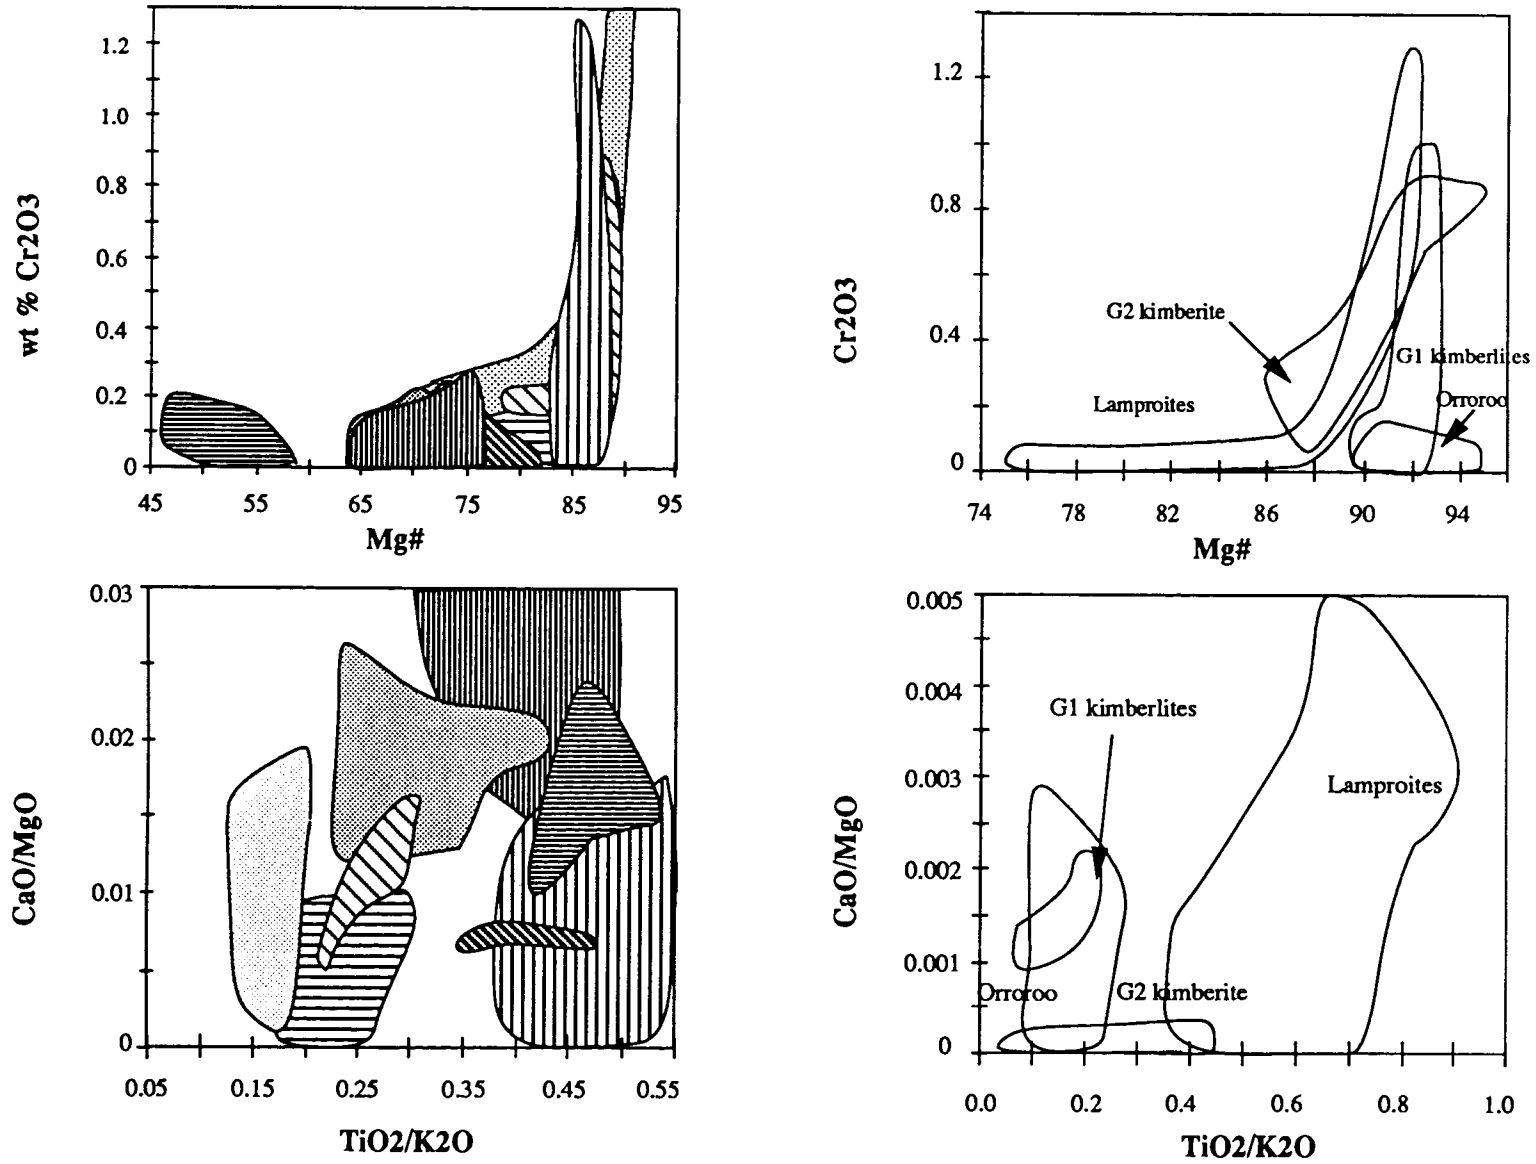 1.2
1.0
0.8
0.6
0.4
0.2
0
wt % Cr2O3
45 55 65 75 85 95
Mg#
1.2
0.8
0.4
0
Cr2O3
G2 kimberite
G1 kimberlites
Lamproites
Orroroo
74 78 82 86 90 94
Mg#
0.03
0.02
0.01
0
CaO/MgO
0.05 0.15 0.25 0.35 0.45 0.55
TiO2/K2O
0.005
0.004
0.003
0.002
0.001
0
CaO/MgO
G1 kimberlites
Lamproites
Orroroo
G2 kimberite
0.0 0.2 0.4 0.6 0.8 1.0
TiO2/K2O